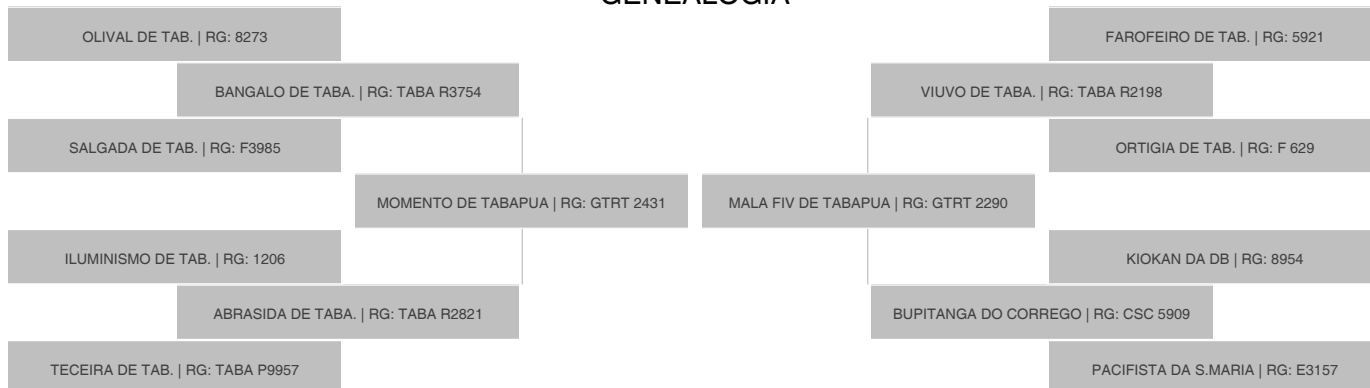 GENEALOGIA
OLIVAL DE TAB. | RG: 8273
FAROFEIRO DE TAB. | RG: 5921
BANGALO DE TABA. | RG: TABA R3754
VIUVO DE TABA. | RG: TABA R2198
SALGADA DE TAB. | RG: F3985
ORTIGIA DE TAB. | RG: F 629
MOMENTO DE TABAPUA | RG: GTRT 2431
MALA FIV DE TABAPUA | RG: GTRT 2290
ILUMINISMO DE TAB. | RG: 1206
KIOKAN DA DB | RG: 8954
ABRASIDA DE TABA. | RG: TABA R2821
BUPITANGA DO CORREGO | RG: CSC 5909
TECEIRA DE TAB. | RG: TABA P9957
PACIFISTA DA S.MARIA | RG: E3157